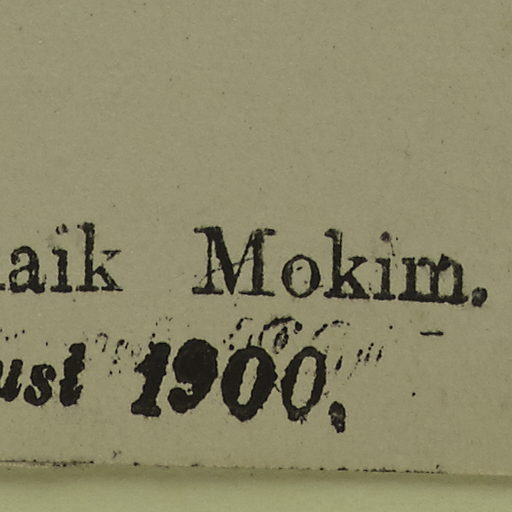 aik Mokim.
ust 1900,